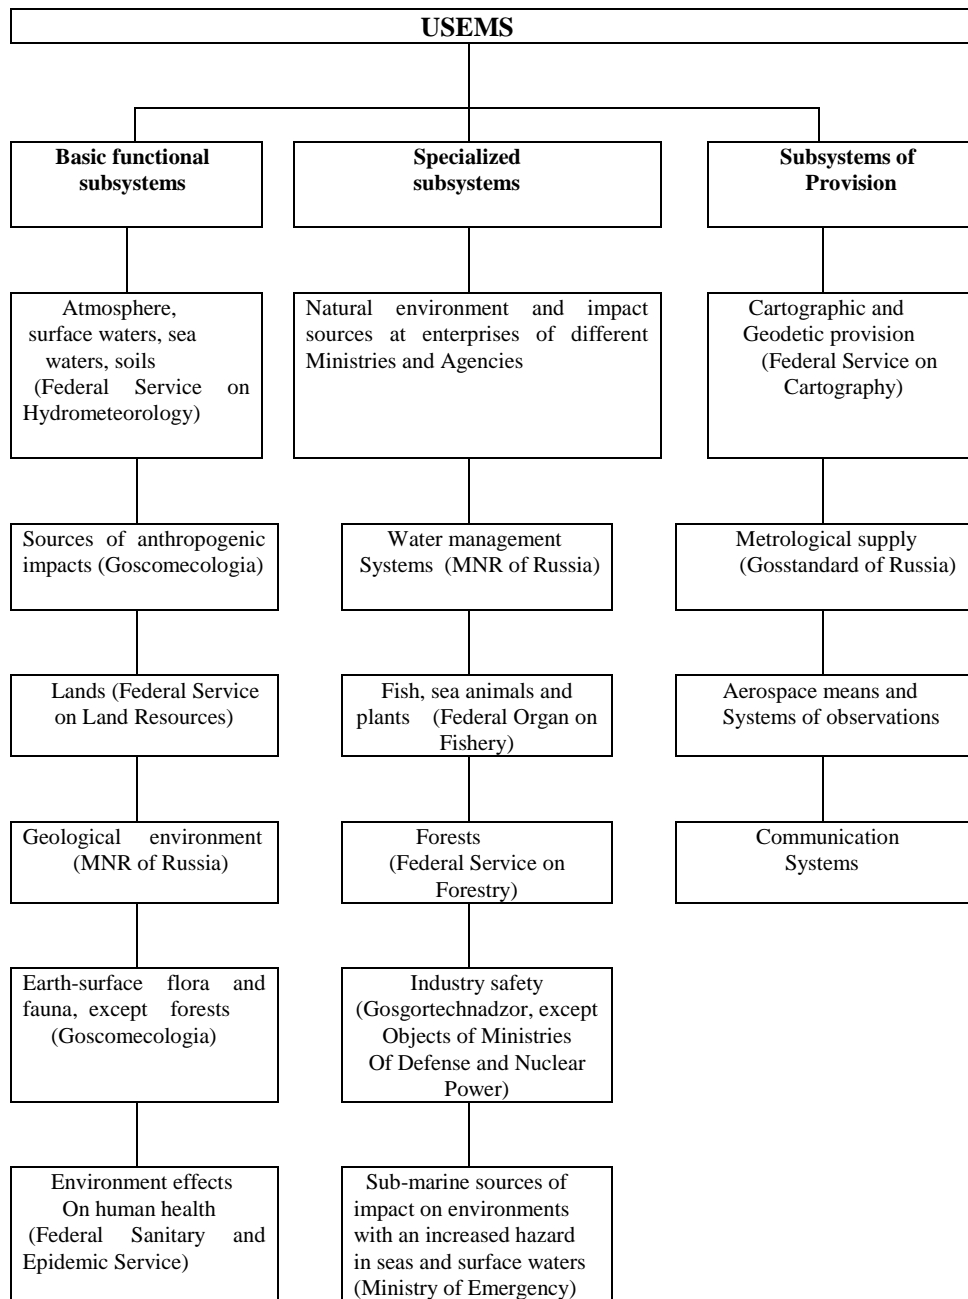 USEMS
Basic functional
subsystems
Specialized
subsystems
Subsystems of
Provision
Atmosphere,
surface waters, sea
waters, soils
(Federal Service on
Hydrometeorology)
Natural environment and impact
sources at enterprises of different
Ministries and Agencies
Cartographic and
Geodetic provision
(Federal Service on
Cartography)
Sources of anthropogenic
impacts (Goscomecologia)
Water management
Systems (MNR of Russia)
Metrological supply
(Gosstandard of Russia)
Lands (Federal Service
on Land Resources)
Fish, sea animals and
plants (Federal Organ on
Fishery)
Aerospace means and
Systems of observations
Geological environment
(MNR of Russia)
Forests
(Federal Service on
Forestry)
Communication
Systems
Earth-surface flora and
fauna, except forests
(Goscomecologia)
Industry safety
(Gosgortechnadzor, except
Objects of Ministries
Of Defense and Nuclear
Power)
Environment effects
On human health
(Federal Sanitary and
Epidemic Service)
Sub-marine sources of
impact on environments
with an increased hazard
in seas and surface waters
(Ministry of Emergency)